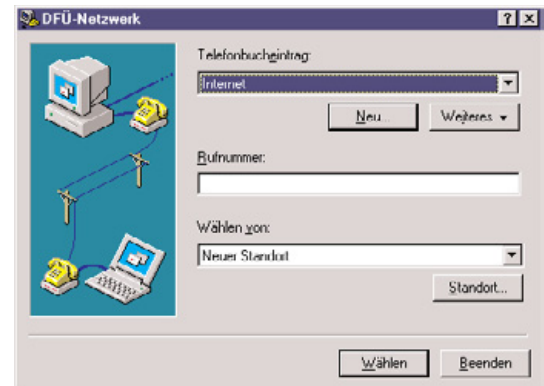 DFÜ-Netzwerk
Telefonbucheintrag:
Internet
Neu...
Weiteres
Rufnummer:
Wählen von:
Neuer Standort
Standort...
Wählen
Beenden